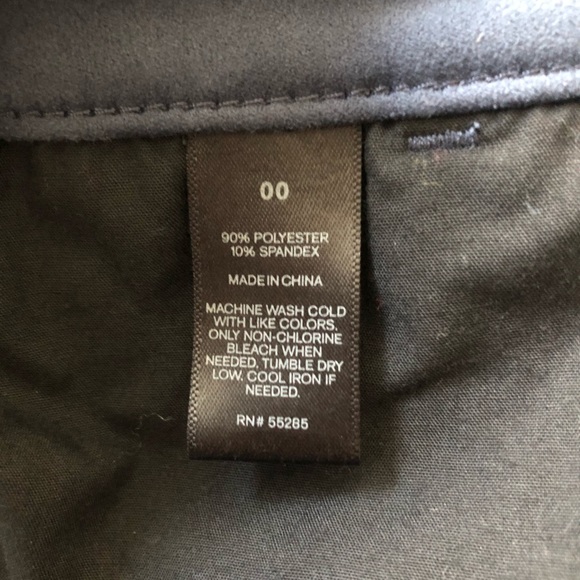 00
90% POLYESTER
10% SPANDEX
MADE IN CHINA
MACHINE WASH COLD
WITH LIKE COLORS.
ONLY NON-CHLORINE
BLEACH WHEN
NEEDED. TUMBLE DRY
LOW. COOL IRON IF
NEEDED.
RN# 55285